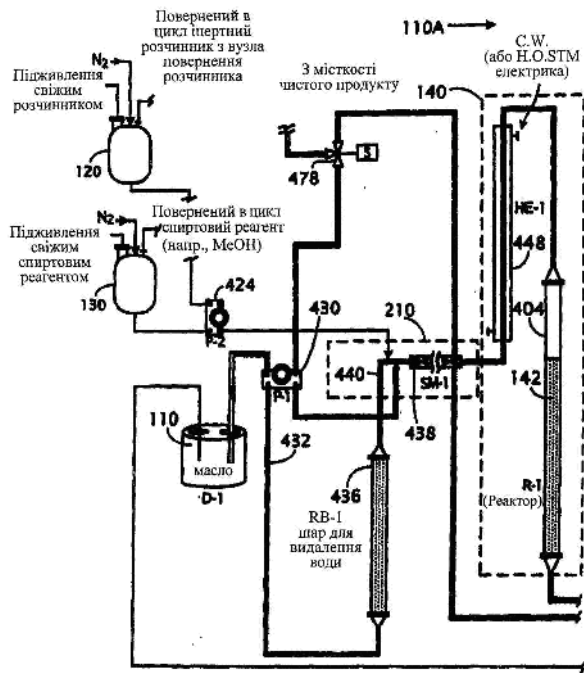 Повернений в
цикл інертний
розчинник з вузла
повернення
розчинника
110A
C.W.
(або H.O.STM
електрика)
N2
Підживлення
свіжим
розчинником
З місткості
чистого продукту
140
120
S
478
HE-1
448
N2
Повернений в цикл
спиртовий реагент
(напр., MeOH)
Підживлення
свіжим
спиртовим
реагентом
130
424
P-2
430
210
404
142
440
P-1
SM-1
438
110
432
масло
D-1
436
R-1
(Реактор)
RB-1
шар для
видалення
води